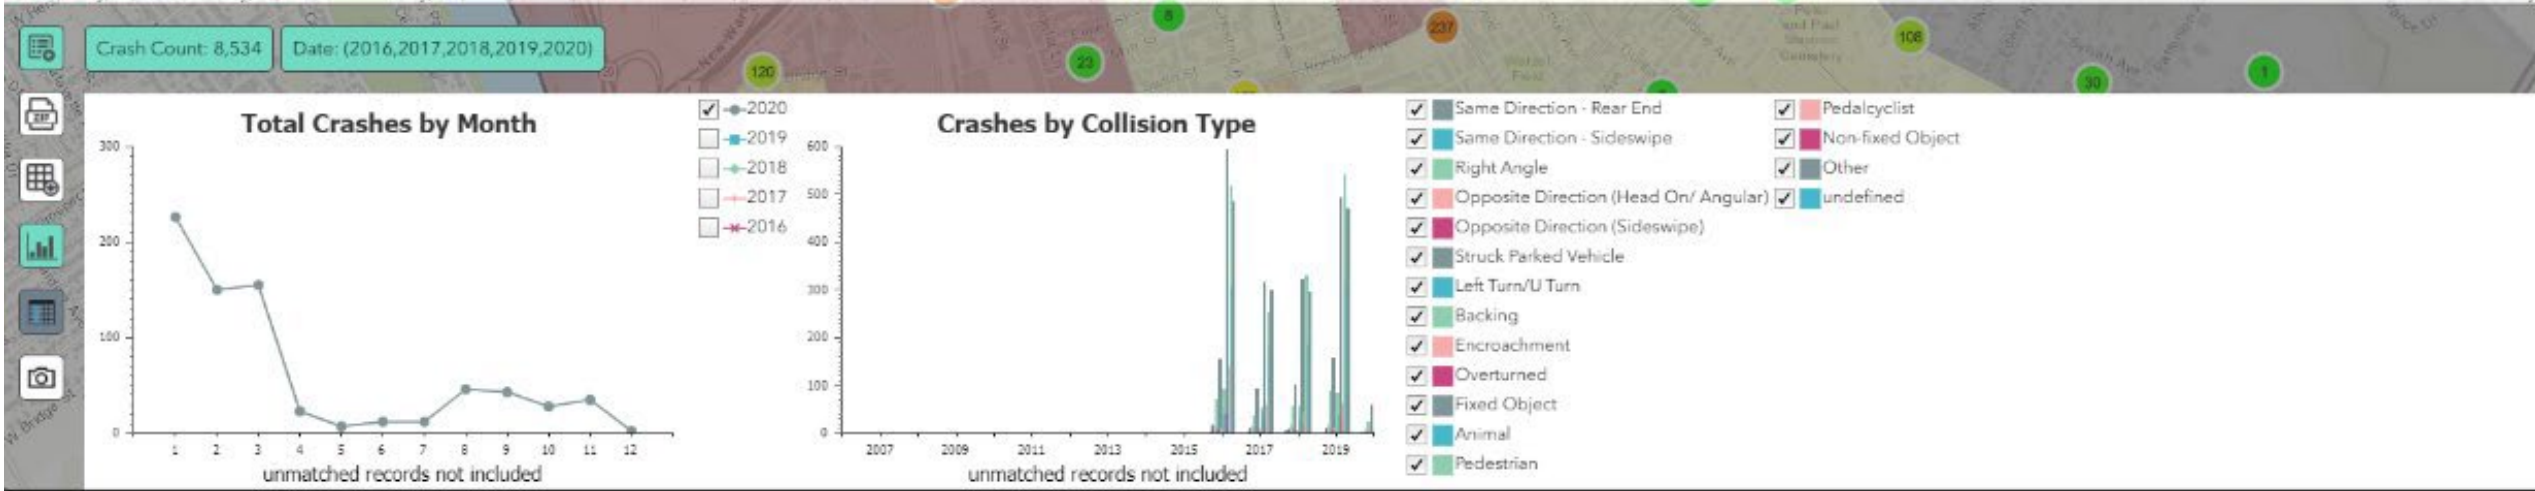 8
237
108
Crash Count: 8,534
Date: (2016,2017,2018,2019,2020)
120
23
30
1
Total Crashes by Month
300
200
100
0
1 2 3 4 5 6 7 8 9 10 11 12
unmatched records not included
2020
2019
2018
2017
2016
Crashes by Collision Type
600
500
400
300
200
100
0
2007 2009 2011 2013 2015 2017 2019
unmatched records not included
Same Direction - Rear End
Same Direction - Sideswipe
Right Angle
Opposite Direction (Head On/ Angular)
Opposite Direction (Sideswipe)
Struck Parked Vehicle
Left Turn/U Turn
Backing
Encroachment
Overturned
Fixed Object
Animal
Pedestrian
Pedalcyclist
Non-fixed Object
Other
undefined
W Bridge St